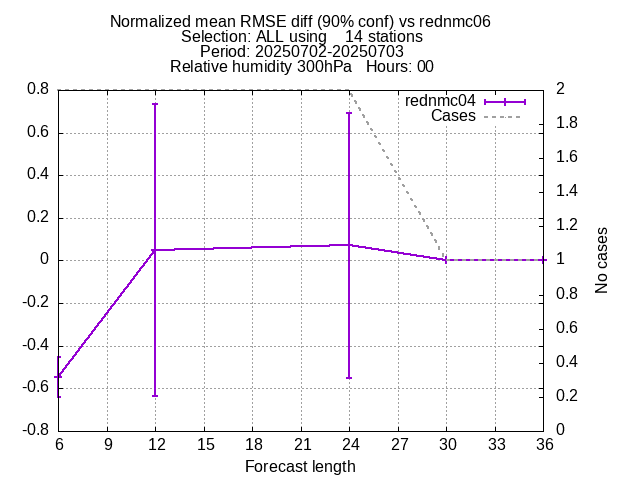 Normalized mean RMSE diff (90% conf) vs rednmc06
Selection: ALL using    14 stations
Period: 20250702-20250703
Relative humidity 300hPa   Hours: 00
rednmc04
Cases
0.8
0.6
0.4
0.2
0
-0.2
-0.4
-0.6
-0.8
2
1.8
1.6
1.4
1.2
1
0.8
0.6
0.4
0.2
0
No cases
6 9 12 15 18 21 24 27 30 33 36
Forecast length